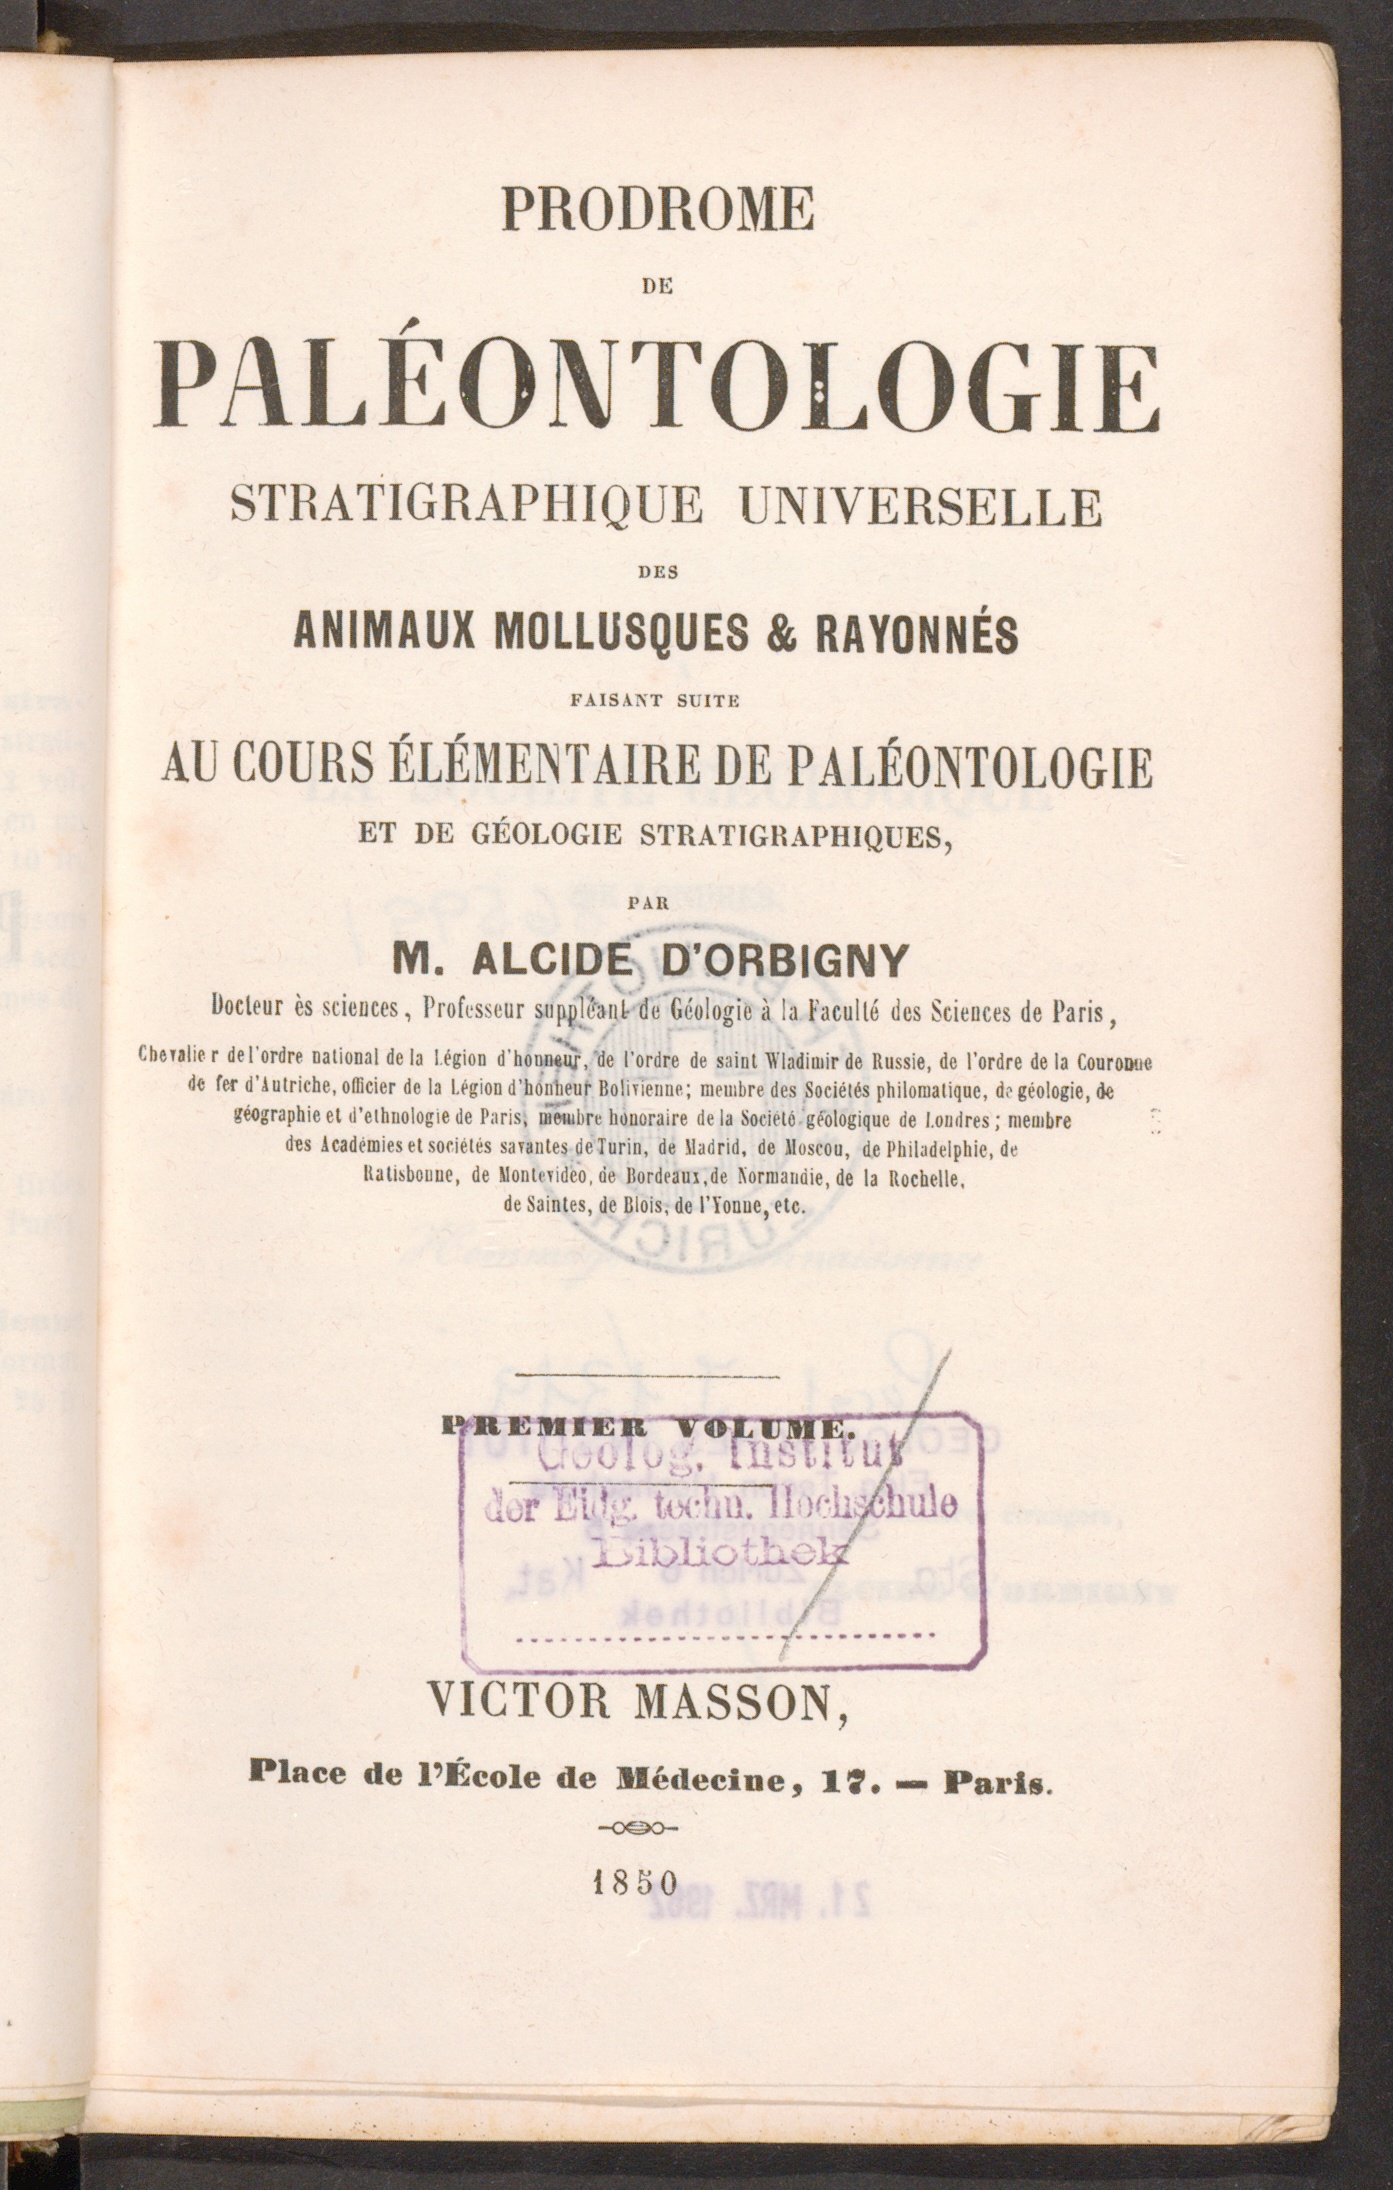 PRODROME
DE
PALÉONTOLOGIE
STRATIGRAPHIQUE UNIVERSELLE
DES
ANIMAUX MOLLUSQUES & RAYONNÉS
FAISANT SUITE
AU COURS ÉLÉMENTAIRE DE PALÉONTOLOGIE
ET DE GÉOLOGIE STRATIGRAPHIQUES,
PAR
M. ALCIDE D'ORBIGNY
Docteur ès sciences, Professeur suppléant de Géologie à la Faculté des Sciences de Paris,
Chevalier de l'ordre national de la Légion d'honneur, de l'ordre de saint Wladimir de Russie, de l'ordre de la Couronne
de fer d'Autriche, officier de la Légion d'honneur Bolivienne; membre des Sociétés philomatique, de géologie, de
géographie et d'ethnologie de Paris, membre honoraire de la Société géologique de Londres; membre
des Académies et sociétés savantes de Turin, de Madrid, de Moscou, de Philadelphie, de
Ratisbonne, de Montevideo, de Bordeaux, de Normandie, de la Rochelle,
de Saintes, de Blois, de l'Yonne, etc.
PREMIER VOLUME.
Geolog. Institut
der Eidg. techn. Hochschule
Bibliothek
VICTOR MASSON,
Place de l'École de Médecine, 17. — Paris.
1850